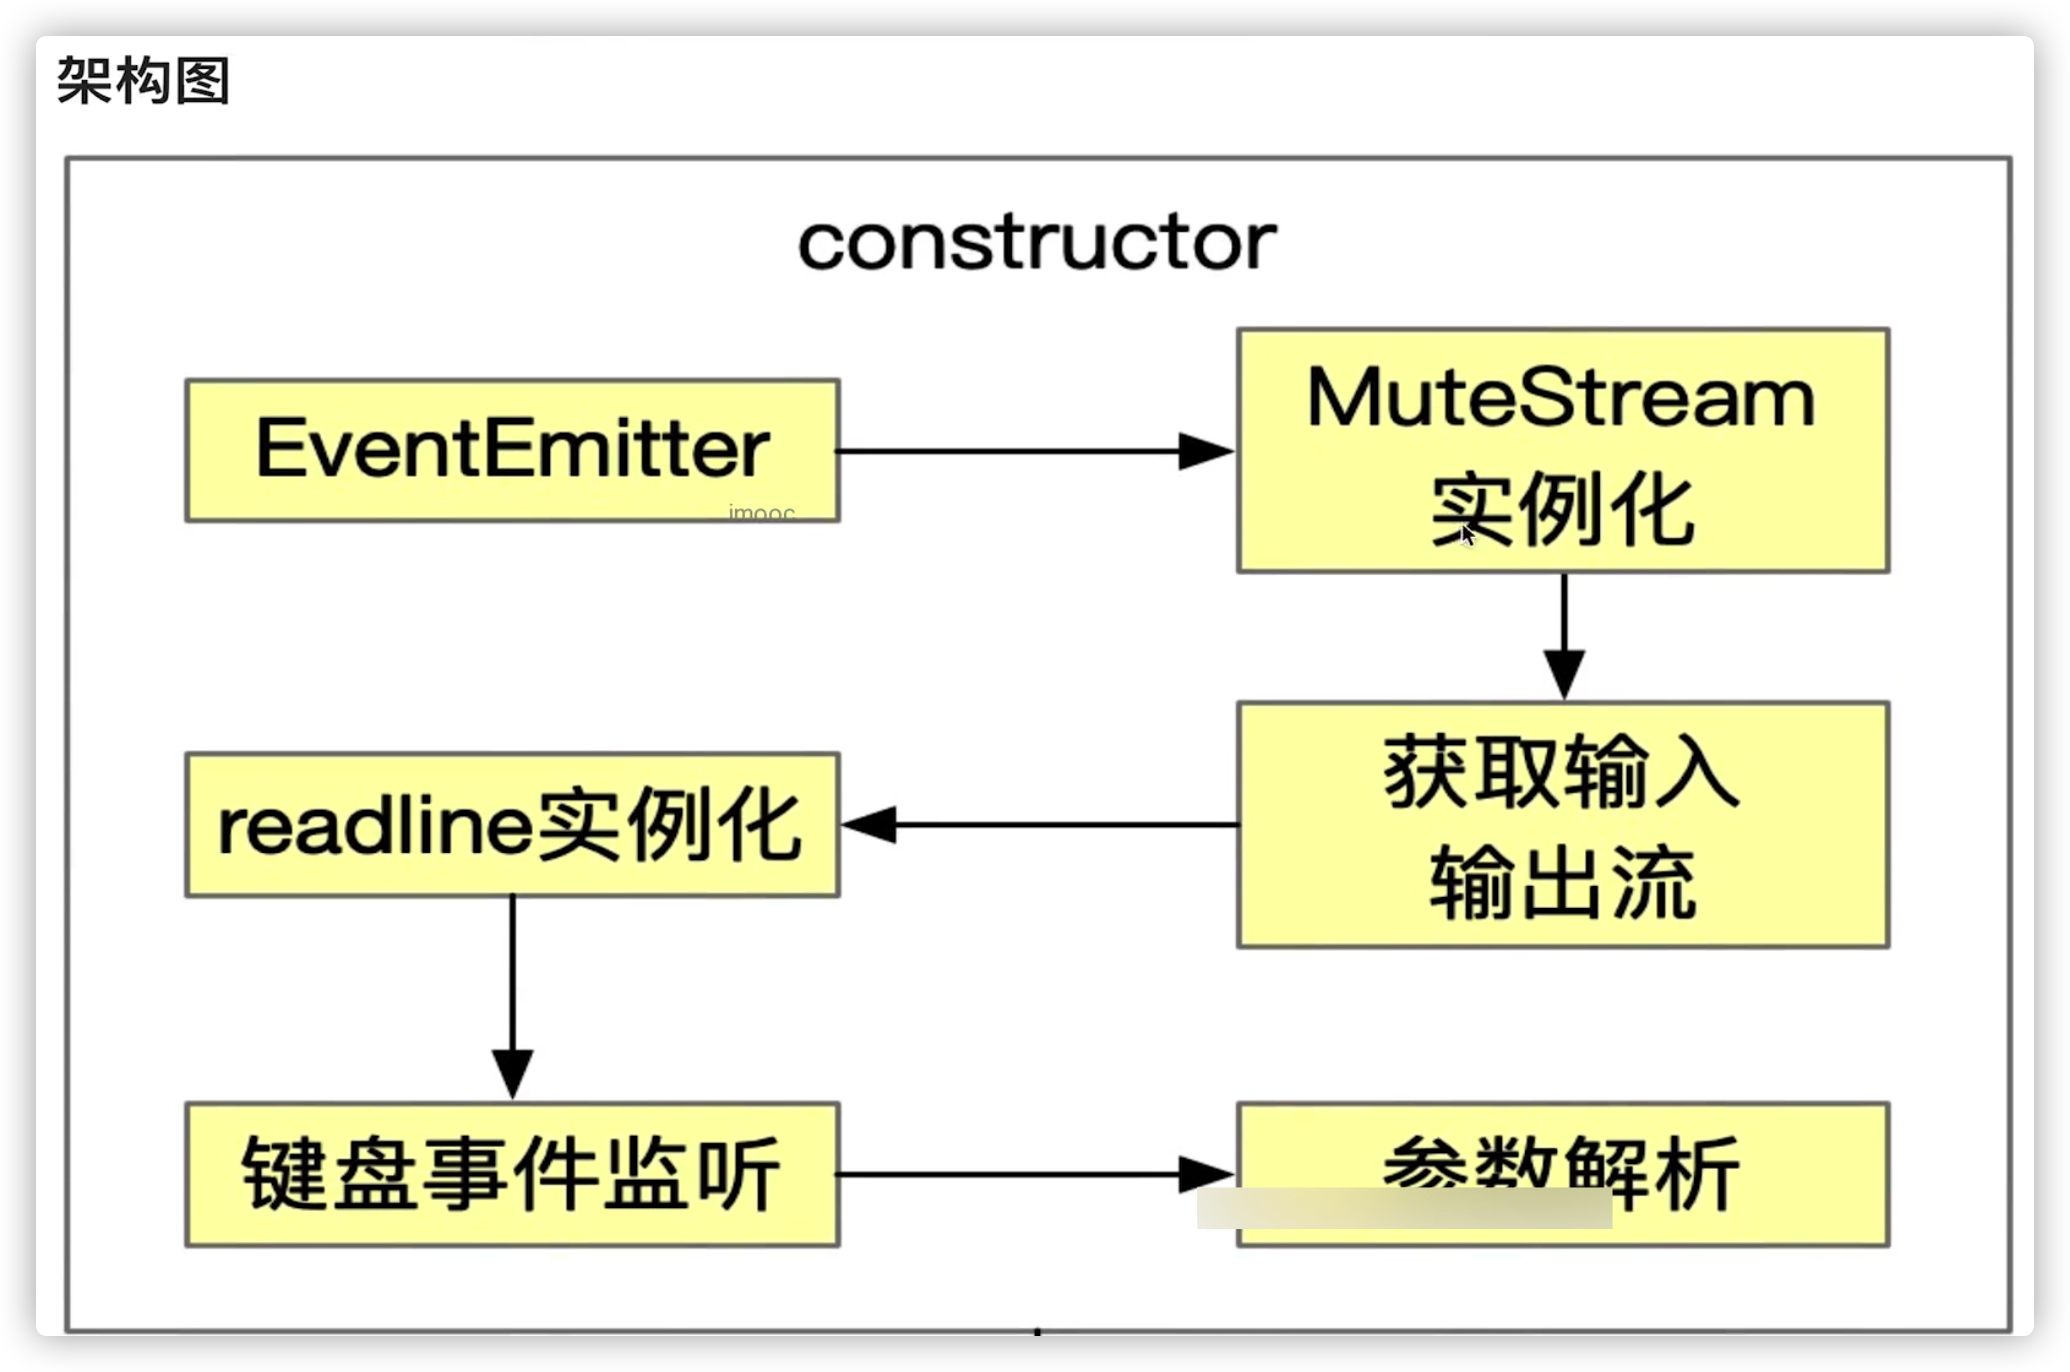 架构图
constructor
EventEmitter
imooc
MuteStream
实例化
获取输入
输出流
readline实例化
键盘事件监听
参数解析